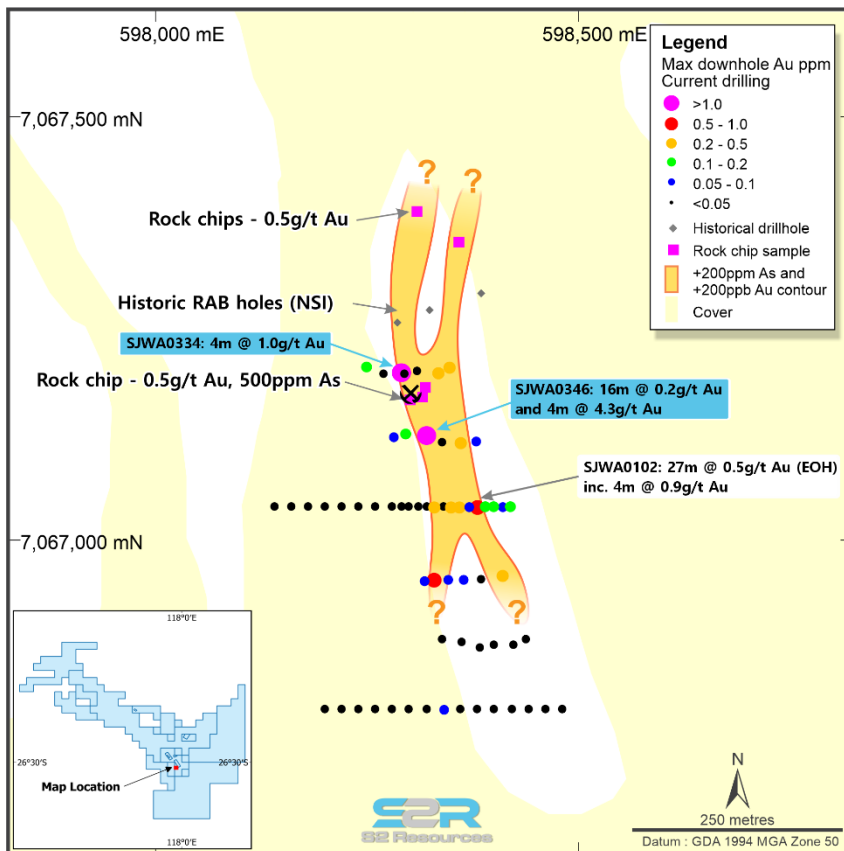 598,000 mE
598,500 mE
7,067,500 mN
7,067,000 mN
Legend
Max downhole Au ppm
Current drilling
>1.0
0.5 - 1.0
0.2 - 0.5
0.1 - 0.2
0.05 - 0.1
<0.05
Historical drillhole
Rock chip sample
+200ppm As and
+200ppb Au contour
Cover
?
?
Rock chips - 0.5g/t Au
Historic RAB holes (NSI)
SJWA0334: 4m @ 1.0g/t Au
Rock chip - 0.5g/t Au, 500ppm As
SJWA0346: 16m @ 0.2g/t Au
and 4m @ 4.3g/t Au
SJWA0102: 27m @ 0.5g/t Au (EOH)
inc. 4m @ 0.9g/t Au
?
?
118°0'E
26°30'S
26°30'S
Map Location
118°0'E
S2R
S2 Resources
N
250 metres
Datum : GDA 1994 MGA Zone 50